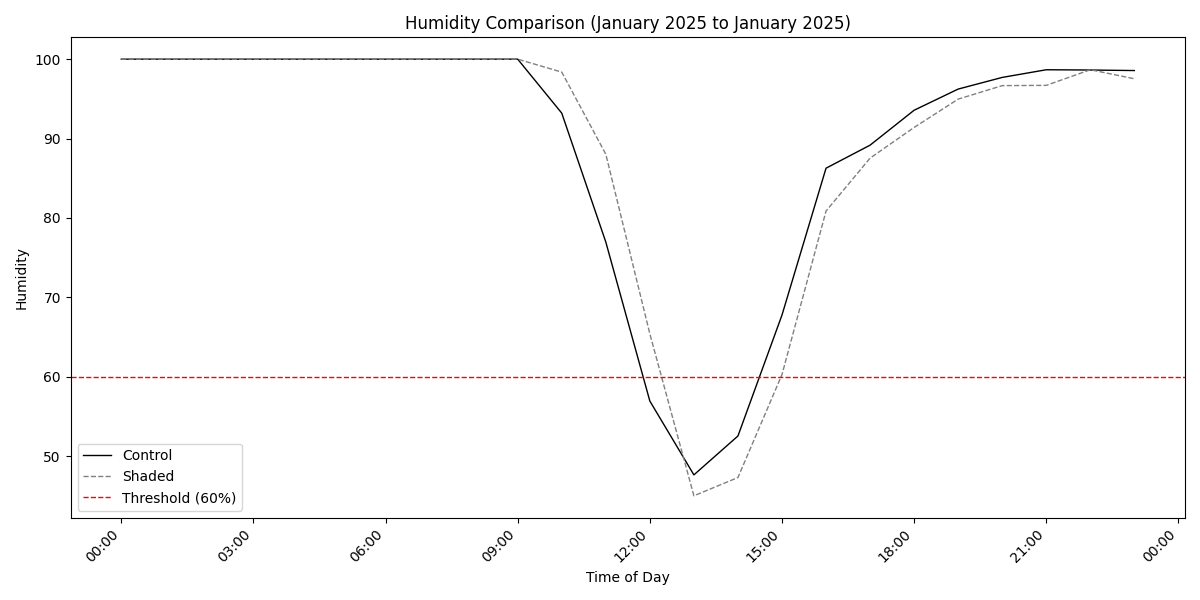 Humidity Comparison (January 2025 to January 2025)
Humidity
100
90
80
70
60
50
Control
Shaded
Threshold (60%)
00:00
03:00
06:00
09:00
12:00
15:00
18:00
21:00
00:00
Time of Day